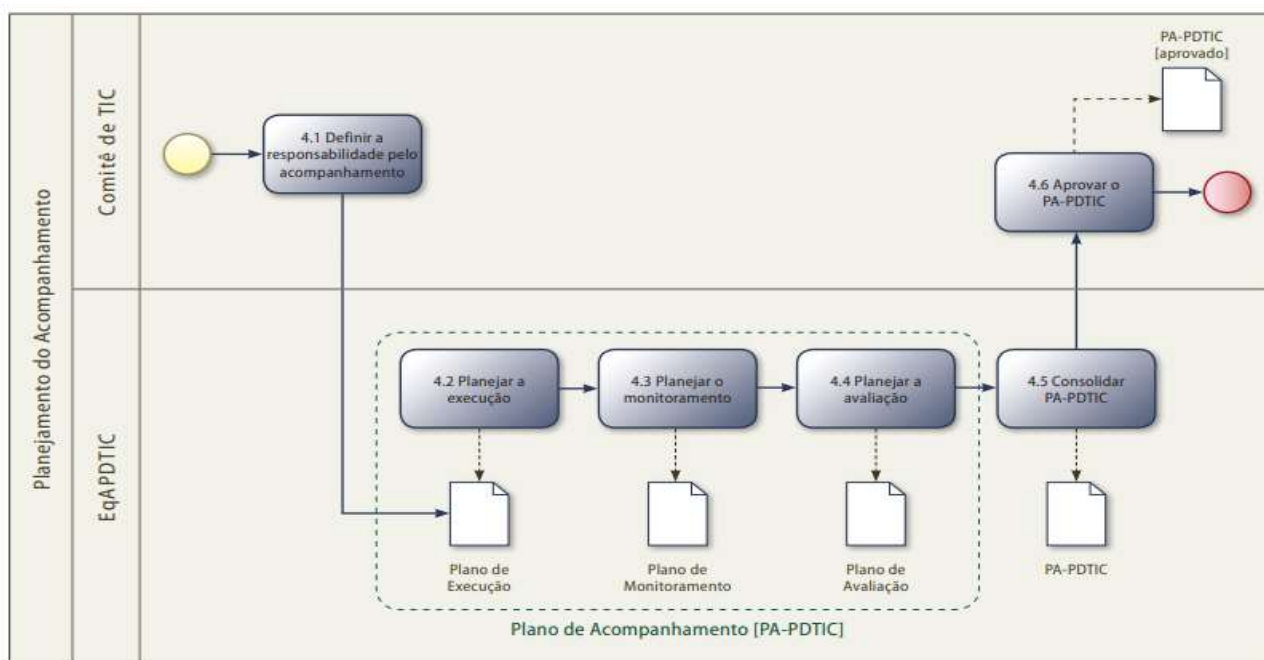 Planejamento do Acompanhamento
Comitê de TIC
4.1 Definir a
responsabilidade pelo
acompanhamento
PA-PDTIC
[aprovado]
4.6 Aprovar o
PA-PDTIC
EqAPDTIC
4.2 Planejar a
execução
4.3 Planejar o
monitoramento
4.4 Planejar a
avaliação
4.5 Consolidar
PA-PDTIC
Plano de
Execução
Plano de
Monitoramento
Plano de
Avaliação
PA-PDTIC
Plano de Acompanhamento [PA-PDTIC]